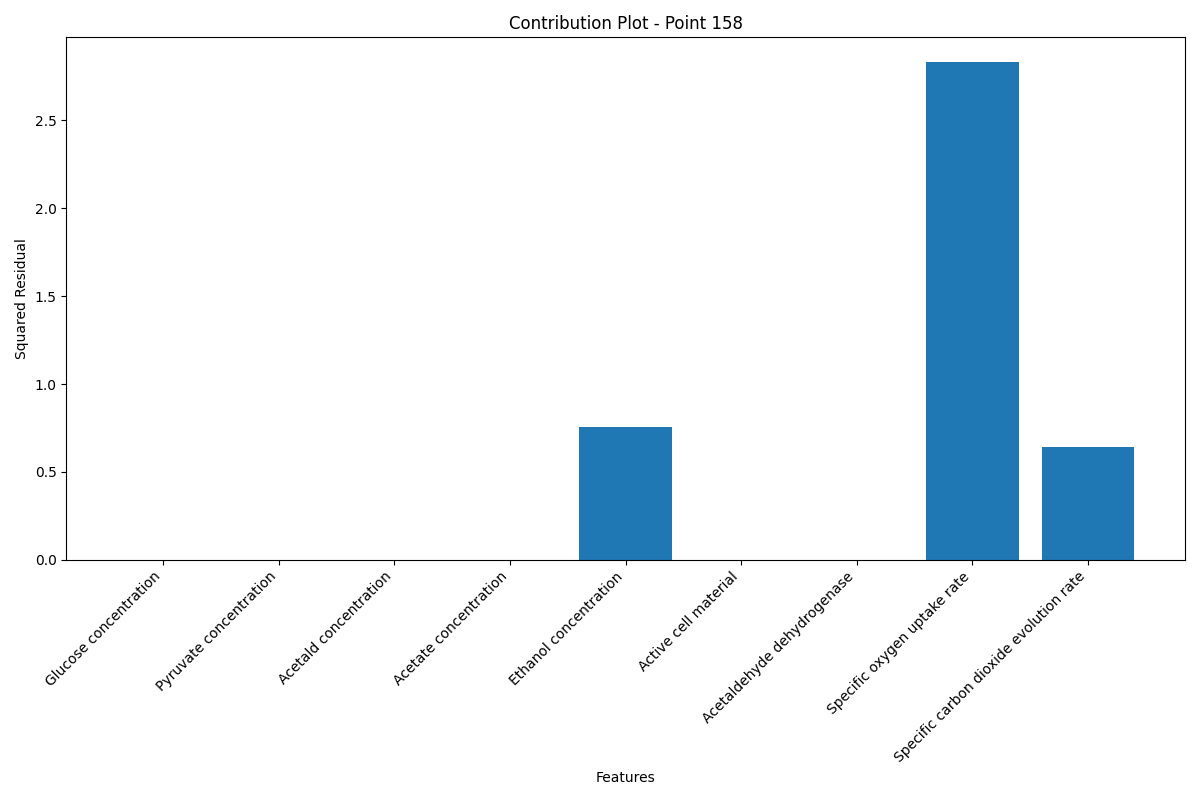 Contribution Plot - Point 158
Squared Residual
2.5
2.0
1.5
1.0
0.5
0.0
Glucose concentration
Pyruvate concentration
Acetald concentration
Acetate concentration
Ethanol concentration
Active cell material
Acetaldehyde dehydrogenase
Specific oxygen uptake rate
Specific carbon dioxide evolution rate
Features